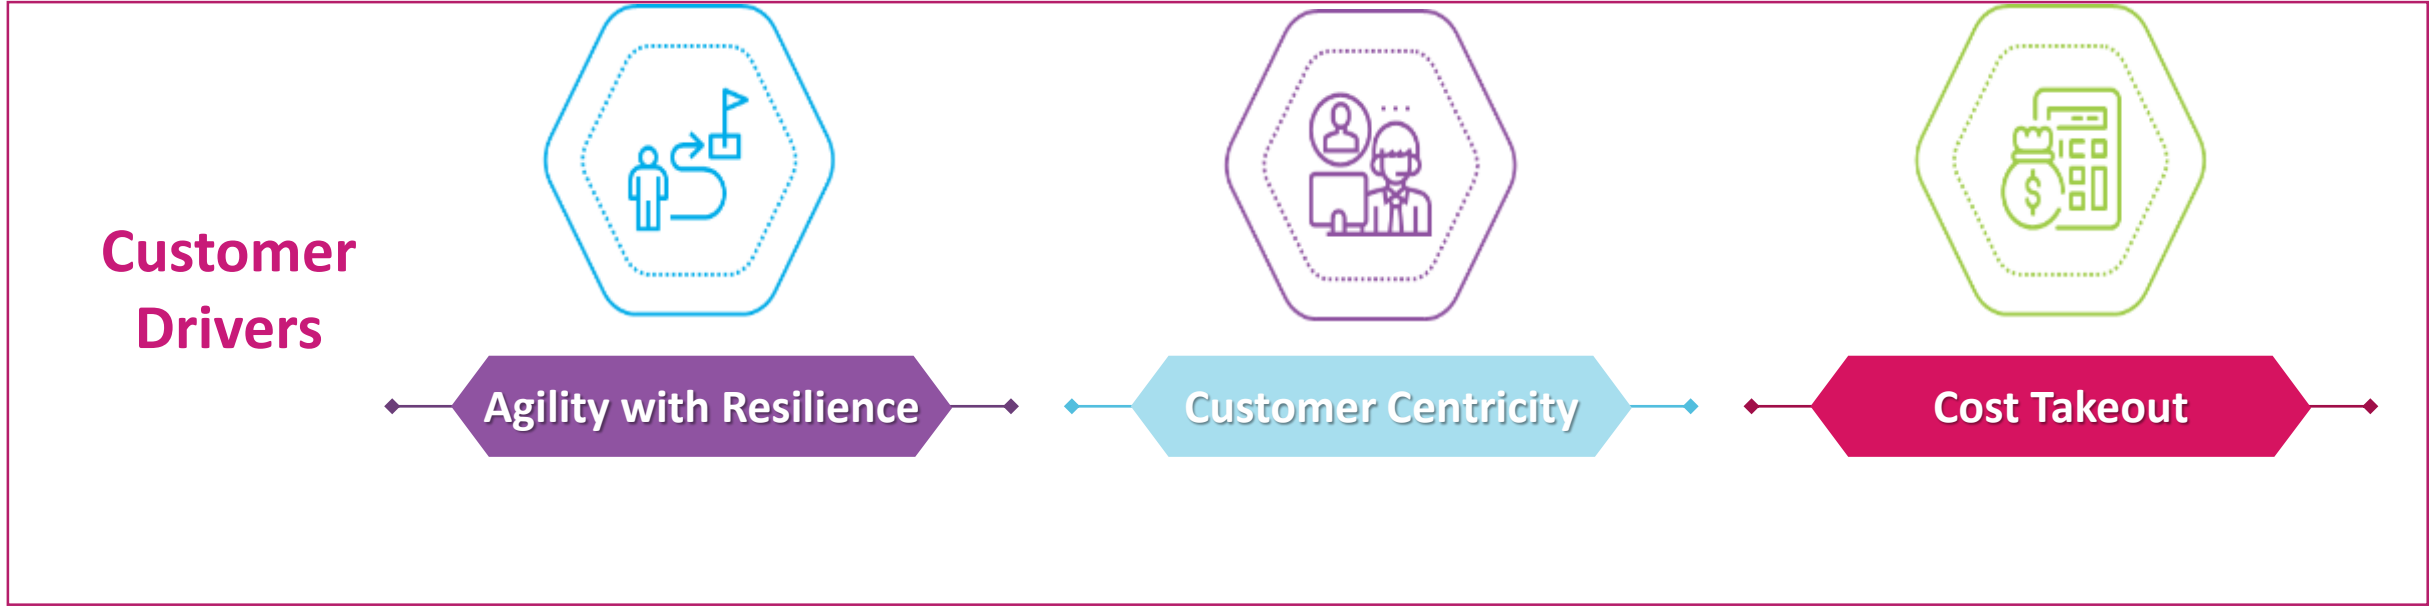 Customer
Drivers
Agility with Resilience
Customer Centricity
Cost Takeout
$